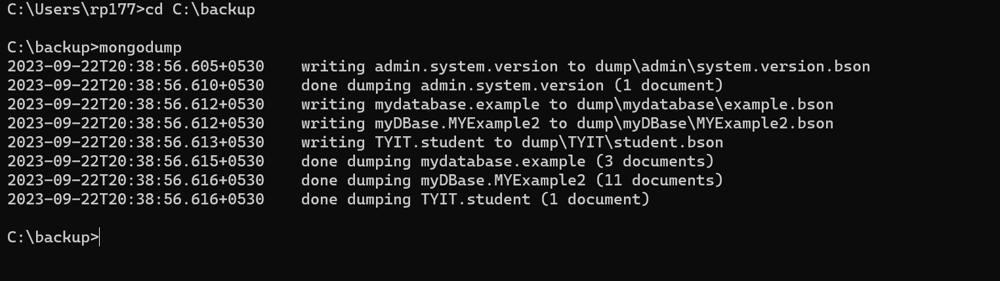 C:\Users\rp177>cd C:\backup
C:\backup>mongodump
2023-09-22T20:38:56.605+0530    writing admin.system.version to dump\admin\system.version.bson
2023-09-22T20:38:56.610+0530    done dumping admin.system.version (1 document)
2023-09-22T20:38:56.612+0530    writing mydatabase.example to dump\mydatabase\example.bson
2023-09-22T20:38:56.612+0530    writing myDBase.MYExample2 to dump\myDBase\MYExample2.bson
2023-09-22T20:38:56.613+0530    writing TYIT.student to dump\TYIT\student.bson
2023-09-22T20:38:56.615+0530    done dumping mydatabase.example (3 documents)
2023-09-22T20:38:56.616+0530    done dumping myDBase.MYExample2 (11 documents)
2023-09-22T20:38:56.616+0530    done dumping TYIT.student (1 document)
C:\backup>